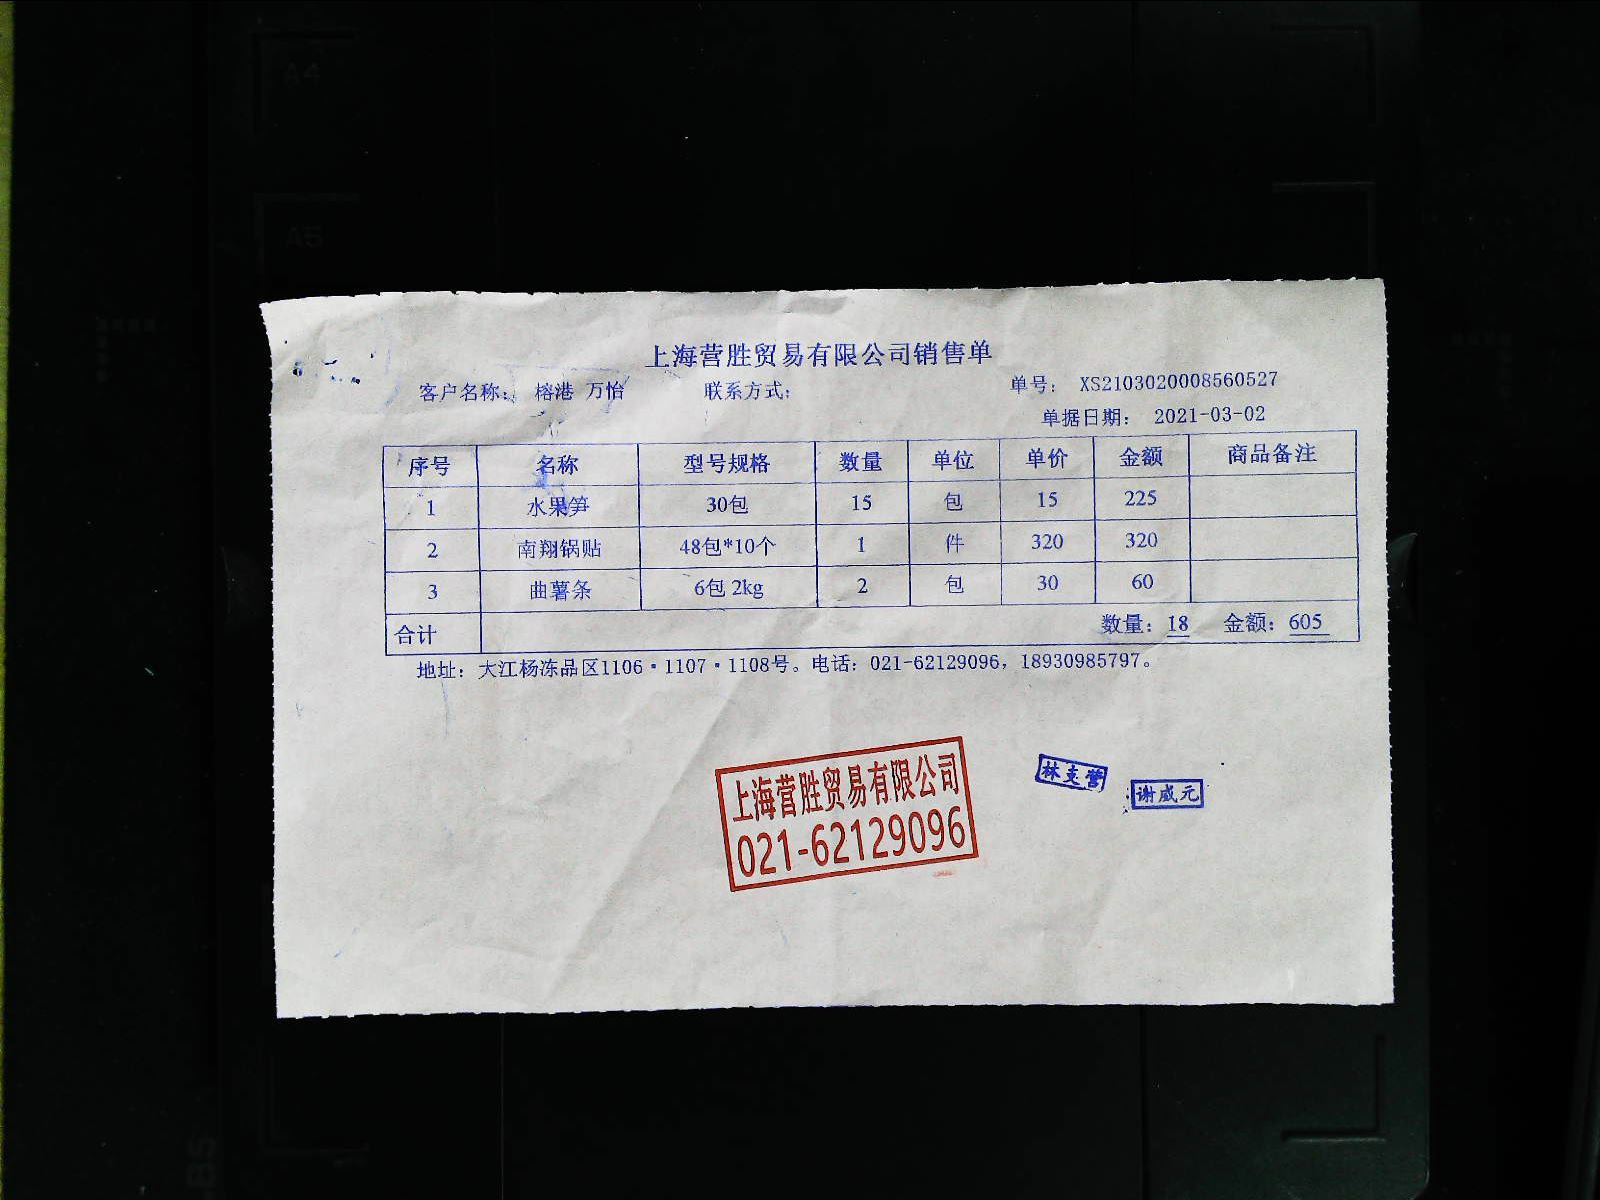 A4
A5
上海营胜贸易有限公司销售单
客户名称: 榕港 万怡 联系方式: 单号: XS2103020008560527
单据日期: 2021-03-02
序号 名称 型号规格 数量 单位 单价 金额 商品备注
1 水果笋 30包 15 包 15 225
2 南翔锅贴 48包*10个 1 件 320 320
3 曲薯条 6包 2kg 2 包 30 60
合计 数量: 18 金额: 605
地址: 大江杨冻品区1106·1107·1108号。电话: 021-62129096, 18930985797。
上海营胜贸易有限公司
021-62129096
林支营
谢威元
B5